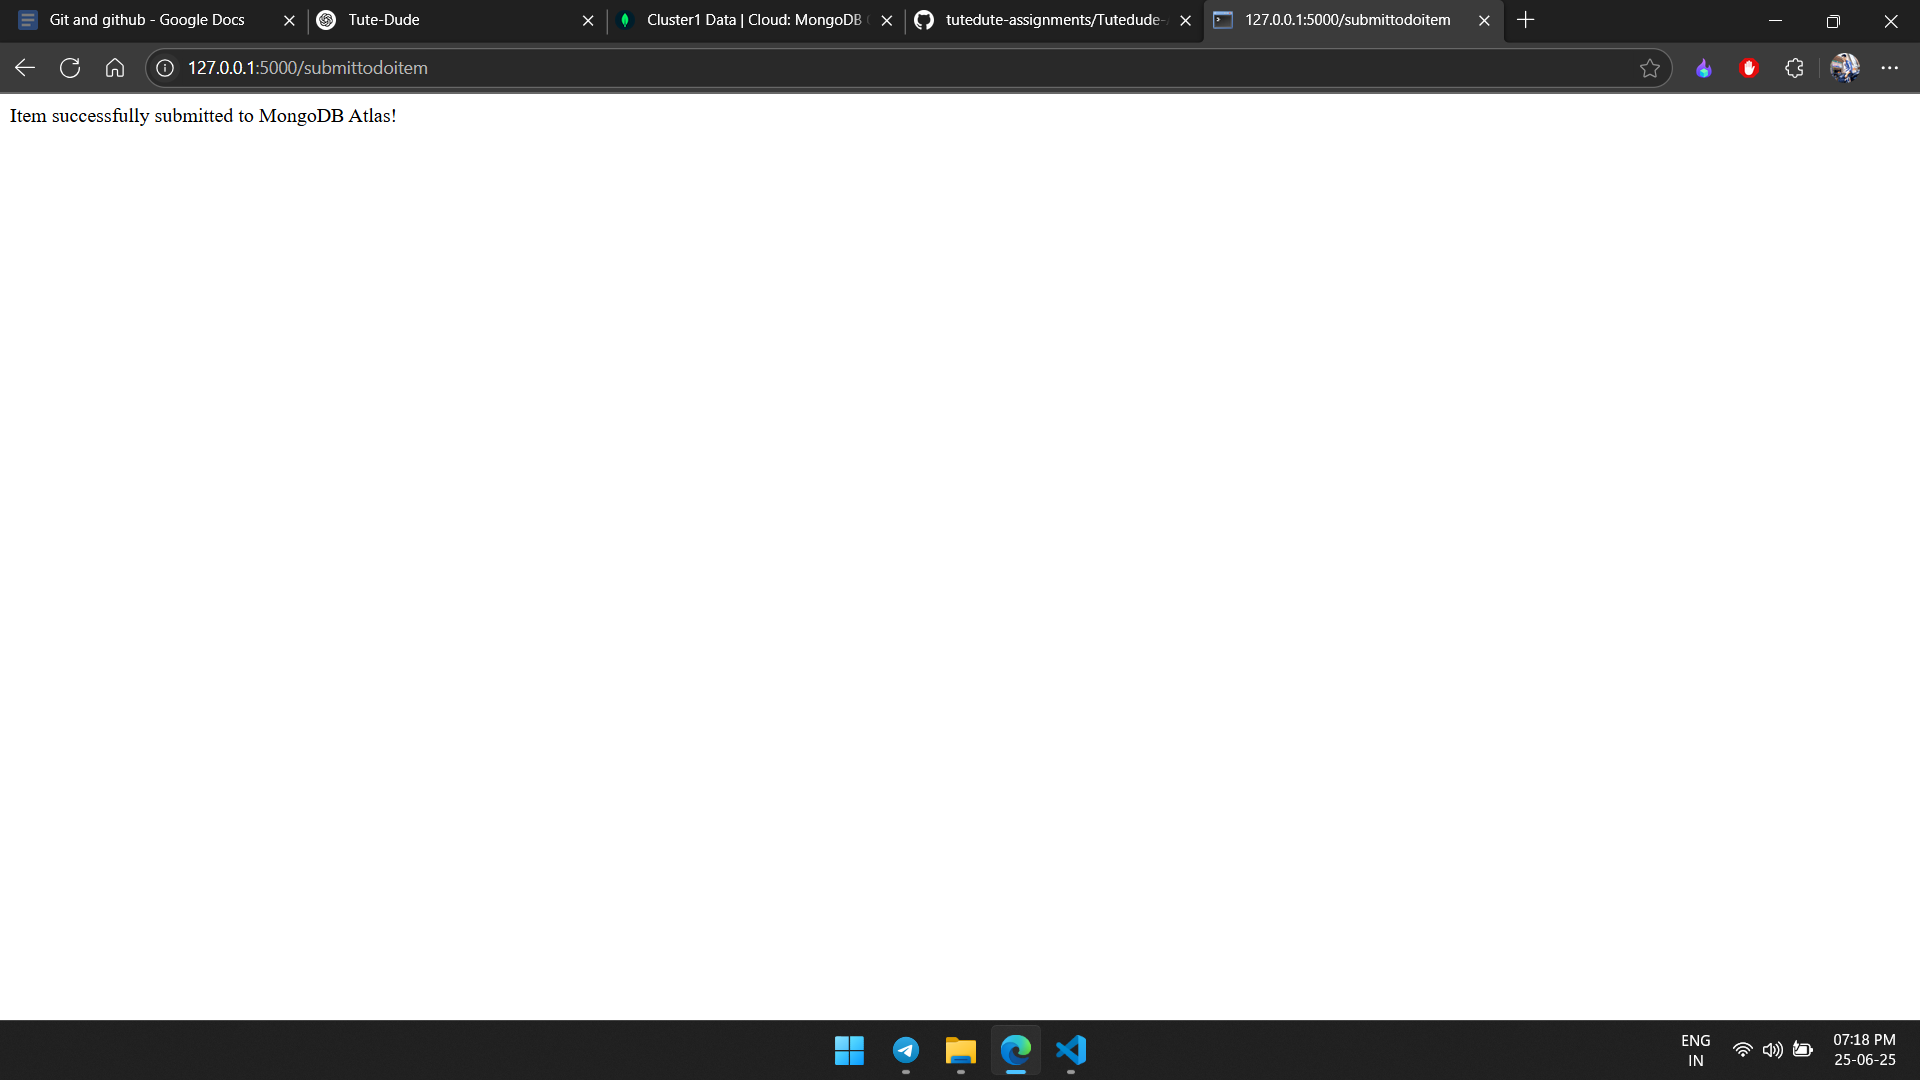 Git and github - Google Docs
Tute-Dude
Cluster1 Data | Cloud: MongoDB
tutedute-assignments/Tutedude-
127.0.0.1:5000/submittodoitem
127.0.0.1:5000/submittodoitem
Item successfully submitted to MongoDB Atlas!
ENG
IN
07:18 PM
25-06-25